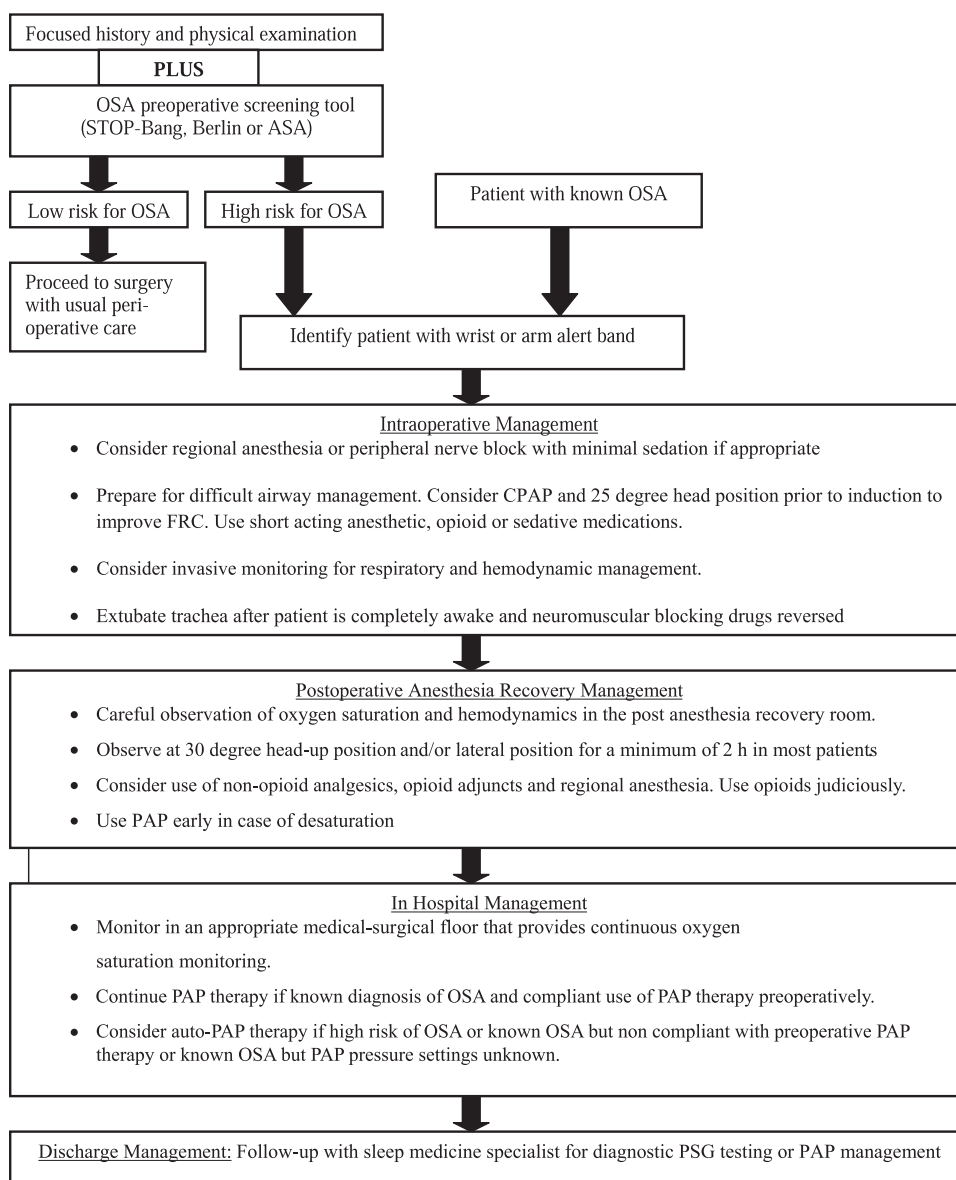 Focused history and physical examination
PLUS
OSA preoperative screening tool
(STOP-Bang, Berlin or ASA)
Low risk for OSA
High risk for OSA
Patient with known OSA
Proceed to surgery
with usual peri-
operative care
Identify patient with wrist or arm alert band
Intraoperative Management
• Consider regional anesthesia or peripheral nerve block with minimal sedation if appropriate
• Prepare for difficult airway management. Consider CPAP and 25 degree head position prior to induction to
improve FRC. Use short acting anesthetic, opioid or sedative medications.
• Consider invasive monitoring for respiratory and hemodynamic management.
• Extubate trachea after patient is completely awake and neuromuscular blocking drugs reversed
Postoperative Anesthesia Recovery Management
• Careful observation of oxygen saturation and hemodynamics in the post anesthesia recovery room.
• Observe at 30 degree head-up position and/or lateral position for a minimum of 2 h in most patients
• Consider use of non-opioid analgesics, opioid adjuncts and regional anesthesia. Use opioids judiciously.
• Use PAP early in case of desaturation
In Hospital Management
• Monitor in an appropriate medical-surgical floor that provides continuous oxygen
saturation monitoring.
• Continue PAP therapy if known diagnosis of OSA and compliant use of PAP therapy preoperatively.
• Consider auto-PAP therapy if high risk of OSA or known OSA but non compliant with preoperative PAP
therapy or known OSA but PAP pressure settings unknown.
Discharge Management: Follow-up with sleep medicine specialist for diagnostic PSG testing or PAP management